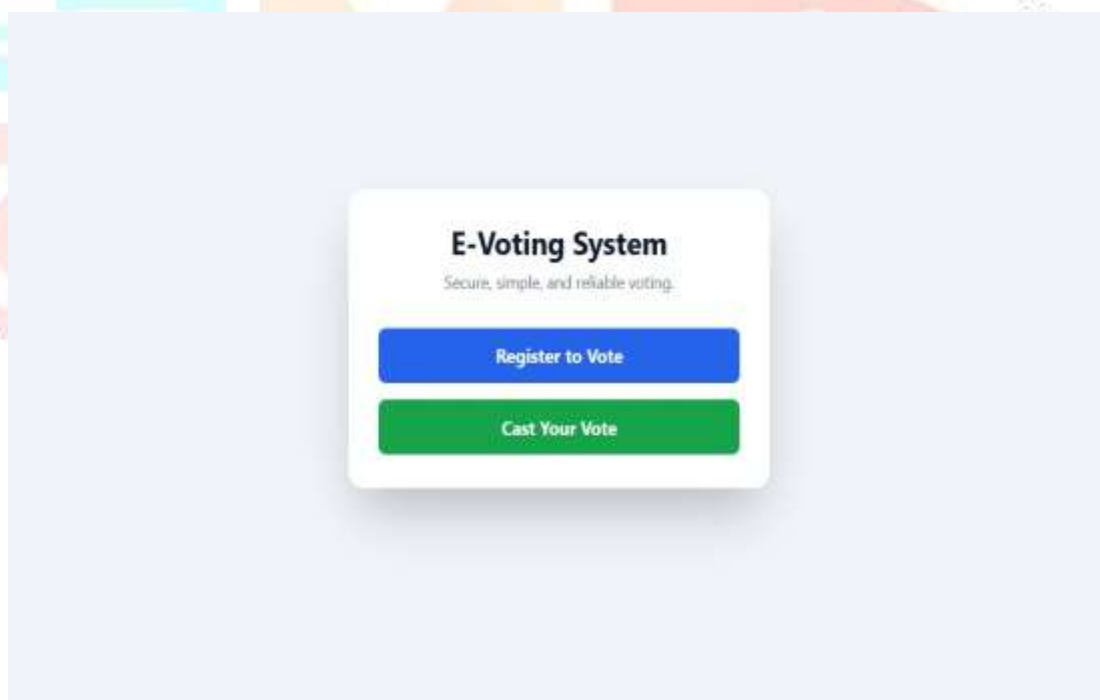 E-Voting System
Secure, simple, and reliable voting.
Register to Vote
Cast Your Vote